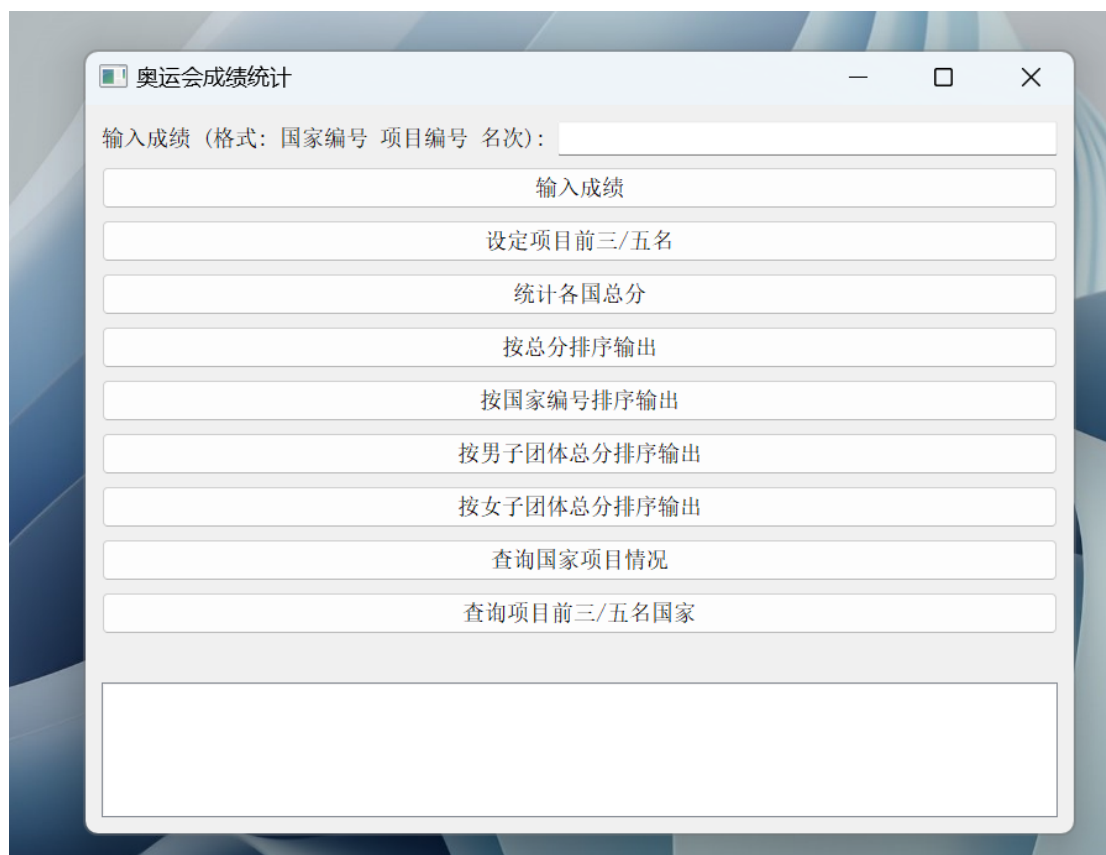 奥运会成绩统计
输入成绩 (格式: 国家编号 项目编号 名次):
输入成绩
设定项目前三/五名
统计各国总分
按总分排序输出
按国家编号排序输出
按男子团体总分排序输出
按女子团体总分排序输出
查询国家项目情况
查询项目前三/五名国家